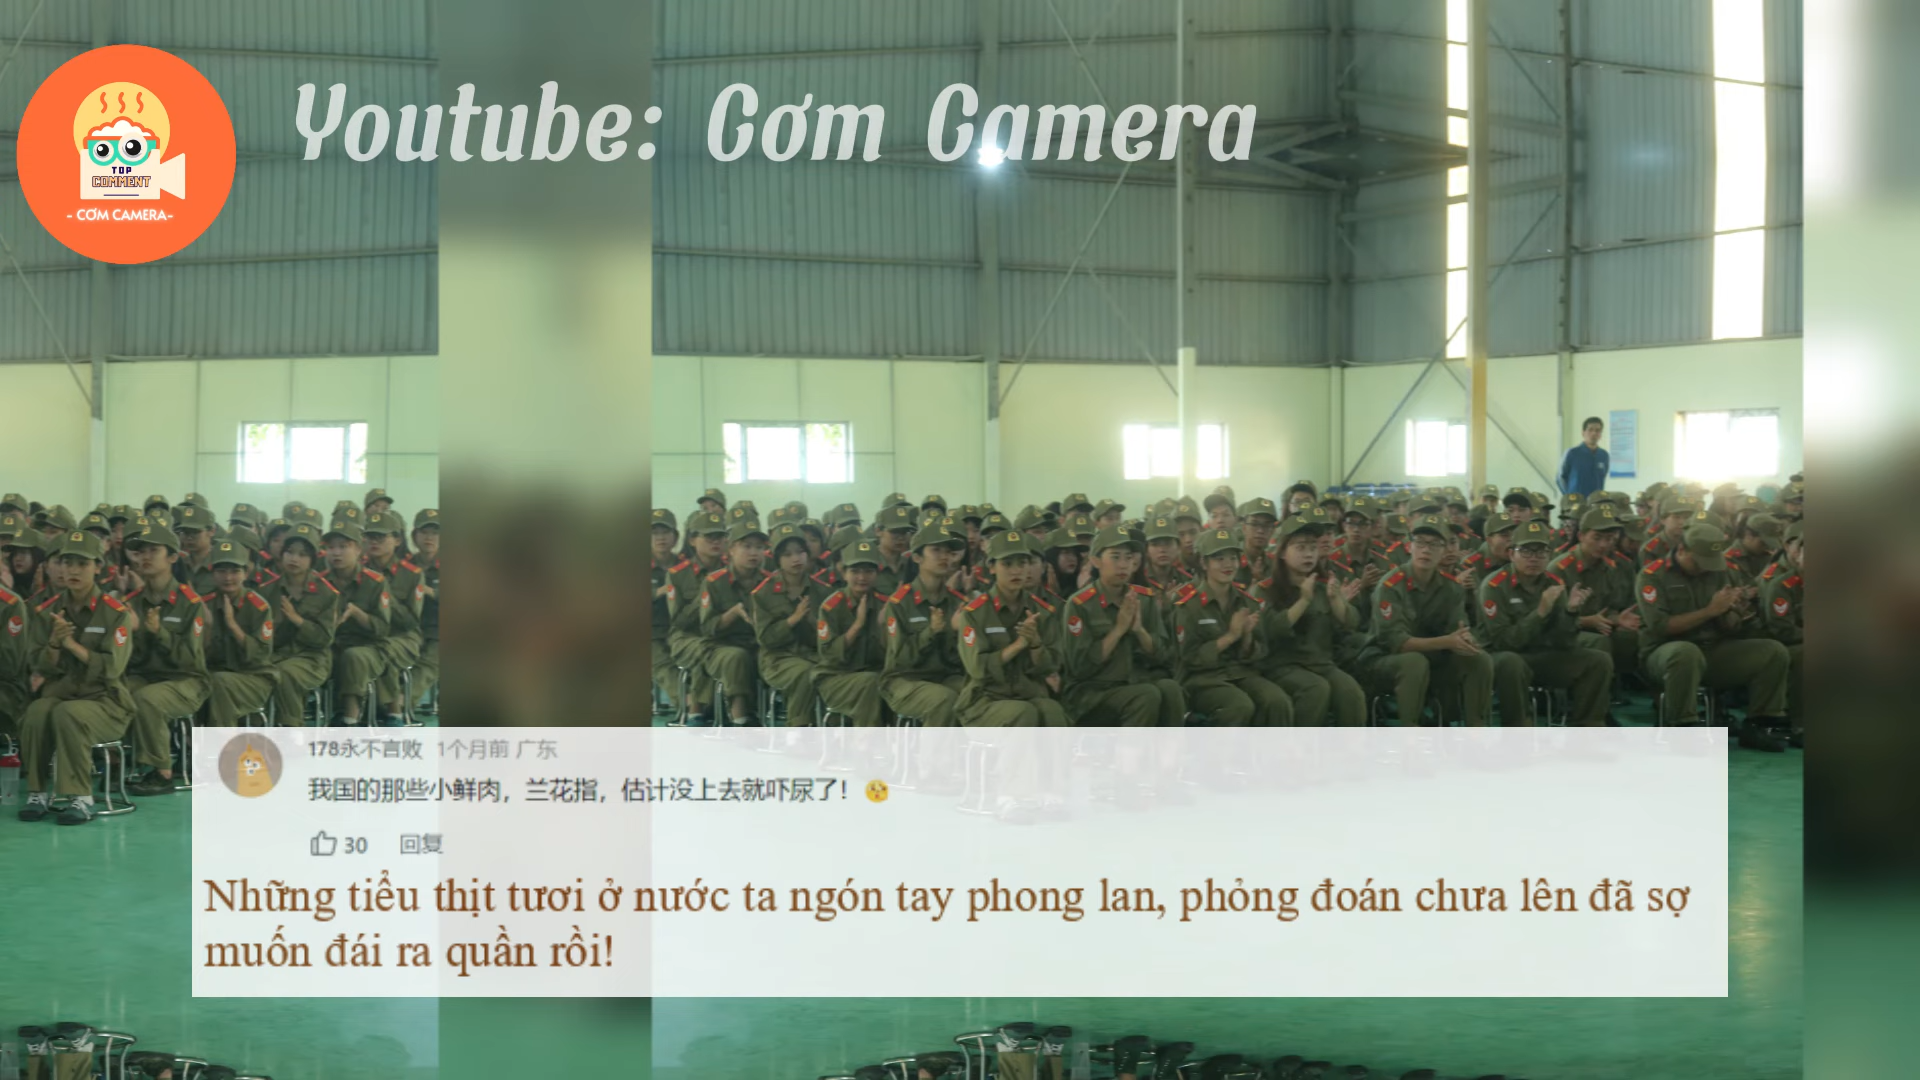 Youtube: Cơm Camera
TOP
COMMENT
- CƠM CAMERA-
178永不言败 1个月前 广东
我国的那些小鲜肉，兰花指，估计没上去就吓尿了！
30 回复
Những tiểu thịt tươi ở nước ta ngón tay phong lan, phỏng đoán chưa lên đã sợ
muốn đái ra quần rồi!